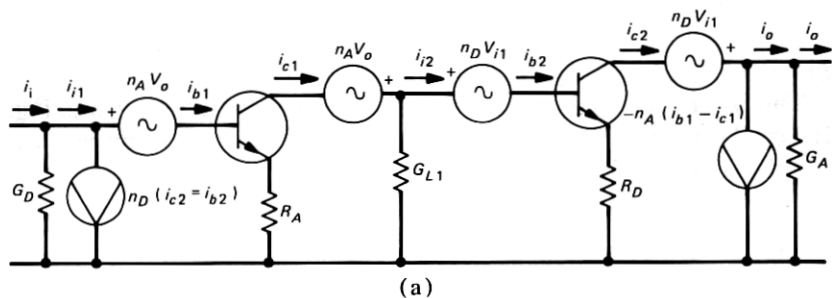 i_i
i_i1
+
n_A V_o
i_b1
i_c1
n_A V_o
+
i_i2
+
n_D V_i1
i_b2
i_c2
n_D V_i1
+
i_o
i_o
G_D
n_D (i_c2 = i_b2)
R_A
G_L1
R_D
-n_A (i_b1 - i_c1)
G_A
(a)